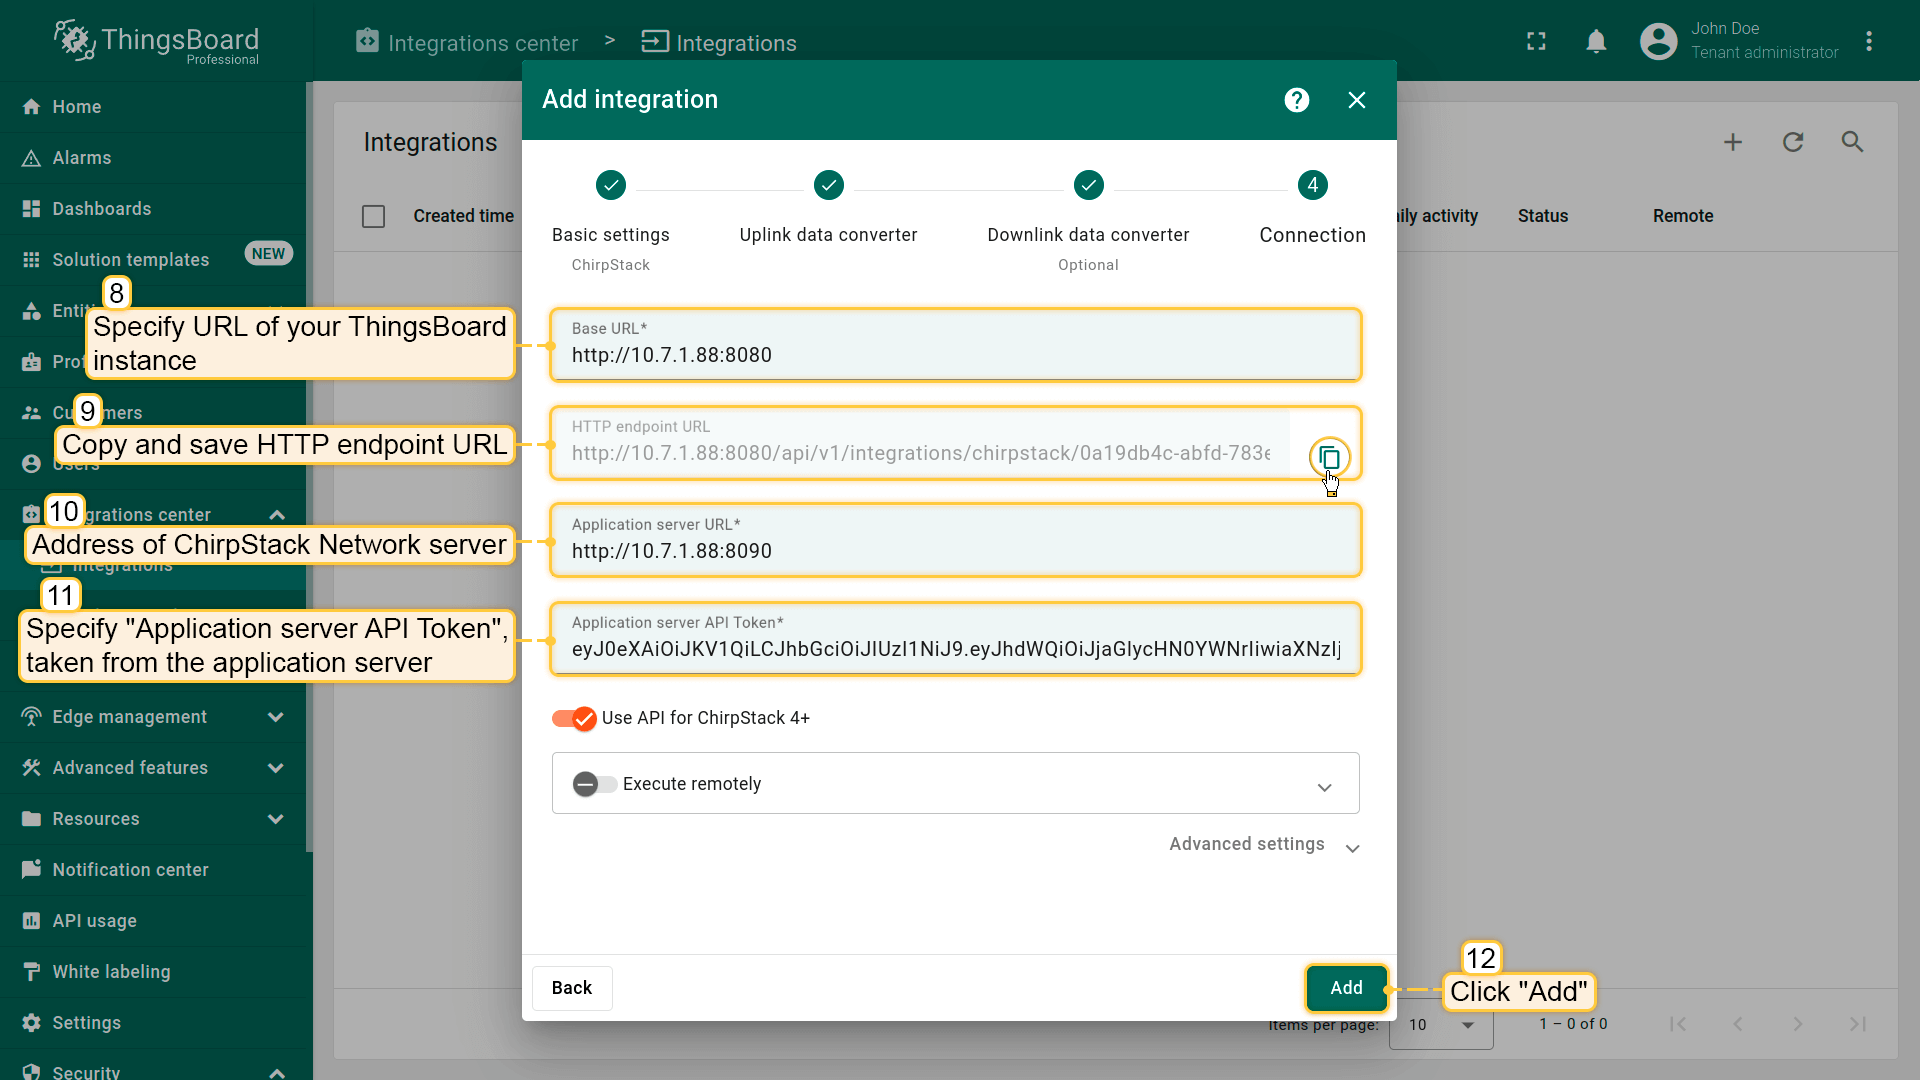 ThingsBoard
Professional
Integrations center > Integrations
John Doe
Tenant administrator
Home
Alarms
Dashboards
Solution templates NEW
Customers
Integrations center
Integrations
Edge management
Advanced features
Resources
Notification center
API usage
White labeling
Settings
Security
Integrations
Created time
Status
Remote
activity
Add integration
4
Basic settings
ChirpStack
Uplink data converter
Downlink data converter
Optional
Connection
8
Specify URL of your ThingsBoard
instance
Base URL*
http://10.7.1.88:8080
9
Copy and save HTTP endpoint URL
HTTP endpoint URL
http://10.7.1.88:8080/api/v1/integrations/chirpstack/0a19db4c-abfd-783e
10
Address of ChirpStack Network server
Application server URL*
http://10.7.1.88:8090
11
Specify "Application server API Token",
taken from the application server
Application server API Token*
eyJ0eXAiOiJKV1QiLCJhbGciOiJIUzI1NiJ9.eyJhdWQiOiJjaGlycHN0YWNrIiwiaXNzIj
Use API for ChirpStack 4+
Execute remotely
Advanced settings
Back
Add
12
Click "Add"
Items per page: 10
1 – 0 of 0